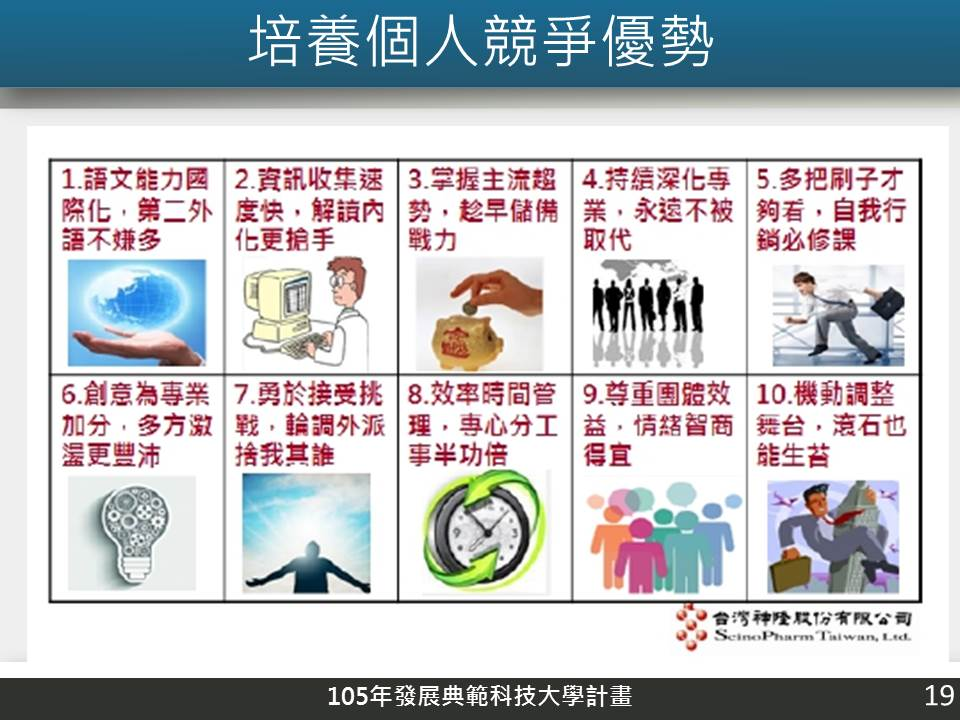 培養個人競爭優勢
1.語文能力國
際化，第二外
語不嫌多
2.資訊收集速
度快，解讀內
化更搶手
3.掌握主流趨
勢，趁早儲備
戰力
4.持續深化專
業，永遠不被
取代
5.多把刷子才
夠看，自我行
銷必修課
6.創意為專業
加分，多方激
盪更豐沛
7.勇於接受挑
戰，輪調外派
捨我其誰
8.效率時間管
理，專心分工
事半功倍
9.尊重團體效
益，情緒智商
得宜
10.機動調整
舞台，滾石也
能生苔
台灣神隆股份有限公司
ScinoPharm Taiwan, Ltd.
105年發展典範科技大學計畫
19